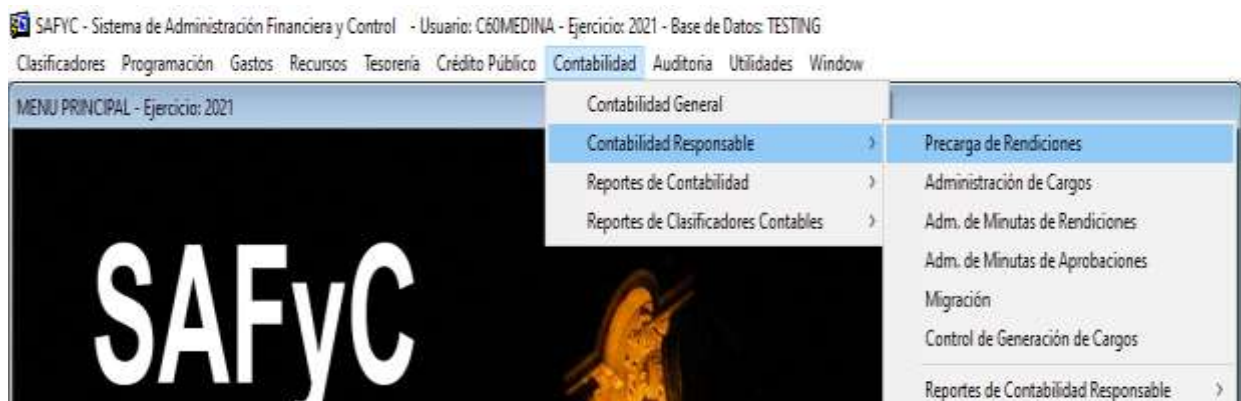 SAFYC - Sistema de Administración Financiera y Control - Usuario: C60MEDINA - Ejercicio: 2021 - Base de Datos: TESTING
Clasificadores Programación Gastos Recursos Tesorería Crédito Público Contabilidad Auditoria Utilidades Window
MENU PRINCIPAL - Ejercicio: 2021
Contabilidad General
Contabilidad Responsable
Reportes de Contabilidad
Reportes de Clasificadores Contables
Precarga de Rendiciones
Administración de Cargos
Adm. de Minutas de Rendiciones
Adm. de Minutas de Aprobaciones
Migración
Control de Generación de Cargos
Reportes de Contabilidad Responsable
SAFyC